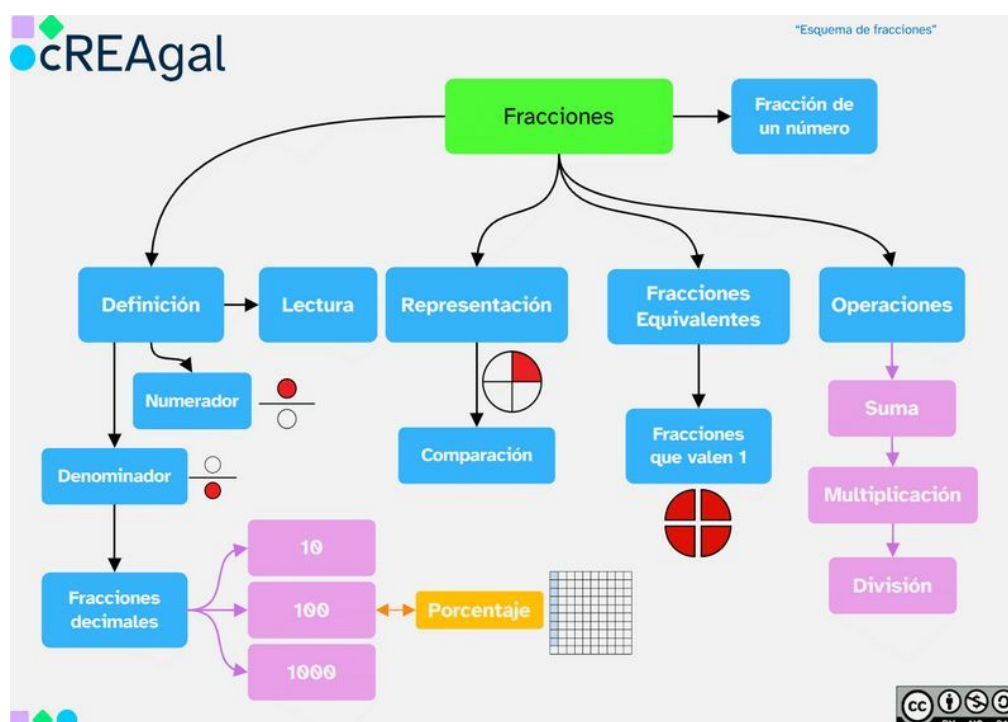 cREAgal
"Esquema de fracciones"
Fracciones
Fracción de
un número
Definición
Lectura
Representación
Fracciones
Equivalentes
Operaciones
Numerador
Suma
Denominador
Comparación
Fracciones
que valen 1
Multiplicación
10
Fracciones
decimales
100
Porcentaje
División
1000
cc